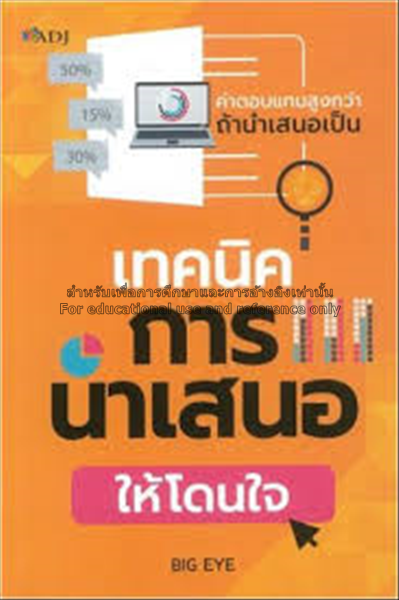 ADJ
50%
15%
30%
ค่าตอบแทนสูงกว่า
ถ้านำเสนอเป็น
เทคนิค
สำหรับเพื่อการศึกษาและการอ้างอิงเท่านั้น
For educational use and reference only
การ
นำเสนอ
ให้โดนใจ
BIG EYE